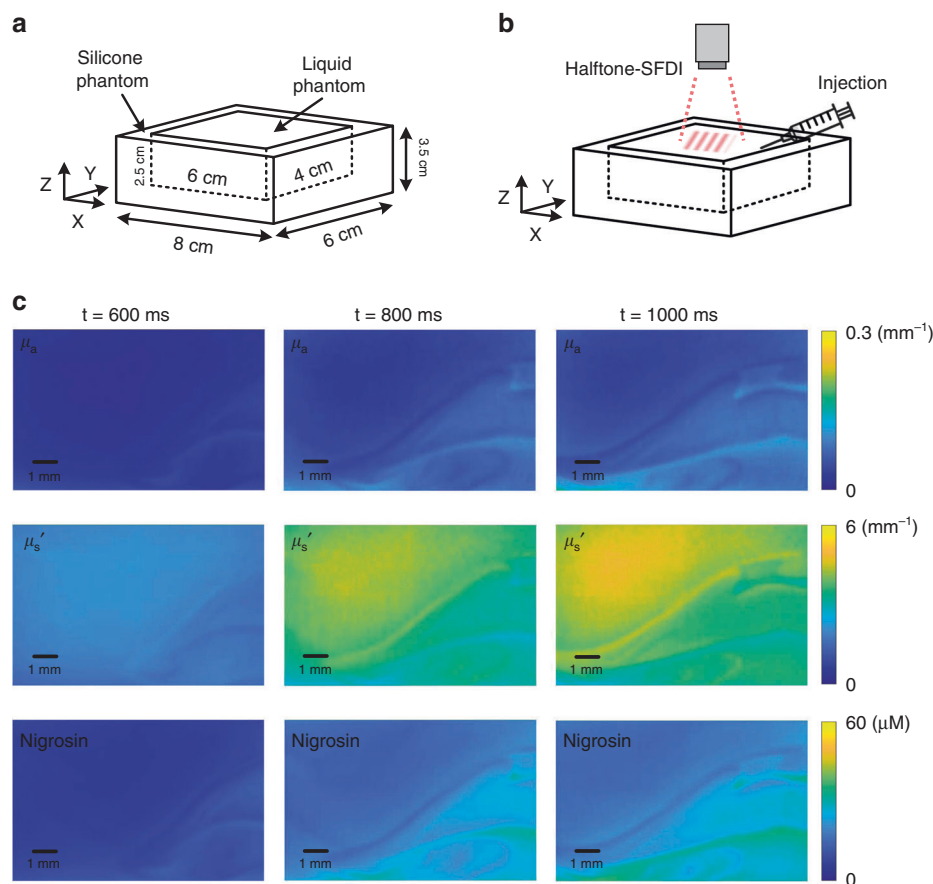 a
Silicone
phantom
Liquid
phantom
2.5 cm
6 cm
4 cm
3.5 cm
Z
Y
X
8 cm
6 cm
b
Halftone-SFDI
Injection
Z
Y
X
c
t = 600 ms
t = 800 ms
t = 1000 ms
μa
μa
μa
0.3 (mm⁻¹)
1 mm
1 mm
1 mm
0
μs′
μs′
μs′
6 (mm⁻¹)
1 mm
1 mm
1 mm
0
Nigrosin
Nigrosin
Nigrosin
60 (μM)
1 mm
1 mm
1 mm
0